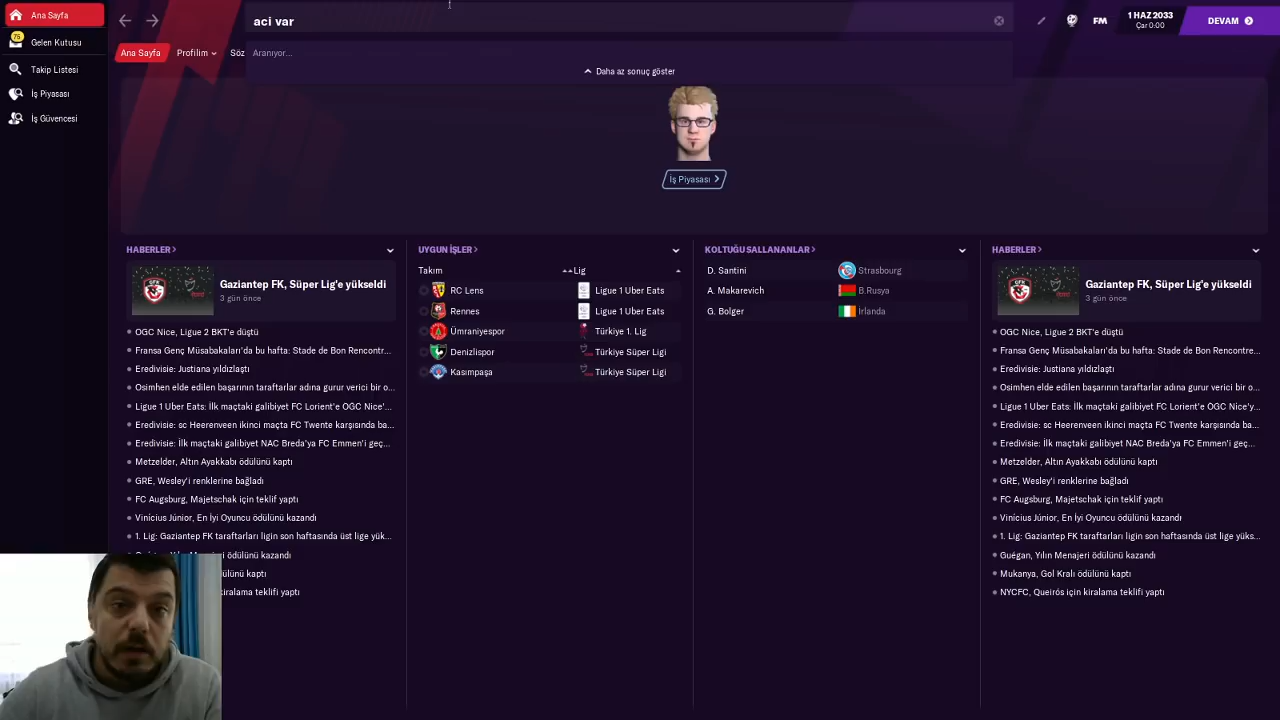 Ana Sayfa
75
Gelen Kutusu
Takip Listesi
İş Piyasası
İş Güvencesi
aci var
FM
1 HAZ 2033
Çar 0:00
DEVAM
Ana Sayfa
Profilim
Söz
Aranıyor...
Daha az sonuç göster
İş Piyasası
HABERLER
Gaziantep FK, Süper Lig'e yükseldi
3 gün önce
OGC Nice, Ligue 2 BKT'e düştü
Fransa Genç Müsabakaları'da bu hafta: Stade de Bon Rencontre...
Eredivisie: Justiana yıldızlaştı
Osimhen elde edilen başarının taraftarlar adına gurur verici bir o...
Ligue 1 Uber Eats: İlk maçtaki galibiyet FC Lorient'e OGC Nice'...
Eredivisie: sc Heerenveen ikinci maçta FC Twente karşısında ba...
Eredivisie: İlk maçtaki galibiyet NAC Breda'ya FC Emmen'i geç...
Metzelder, Altın Ayakkabı ödülünü kaptı
GRE, Wesley'i renklerine bağladı
FC Augsburg, Majetschak için teklif yaptı
Vinícius Júnior, En İyi Oyuncu ödülünü kazandı
1. Lig: Gaziantep FK taraftarları ligin son haftasında üst lige yük...
ödülünü kazandı
ödülünü kaptı
kiralama teklifi yaptı
UYGUN İŞLER
Takım Lig
RC Lens Ligue 1 Uber Eats
Rennes Ligue 1 Uber Eats
Ümraniyespor Türkiye 1. Lig
Denizlispor Türkiye Süper Ligi
Kasımpaşa Türkiye Süper Ligi
KOLTUĞU SALLANANLAR
D. Santini Strasbourg
A. Makarevich B.Rusya
G. Bolger İrlanda
HABERLER
Gaziantep FK, Süper Lig'e yükseldi
3 gün önce
OGC Nice, Ligue 2 BKT'e düştü
Fransa Genç Müsabakaları'da bu hafta: Stade de Bon Rencontr...
Eredivisie: Justiana yıldızlaştı
Osimhen elde edilen başarının taraftarlar adına gurur verici bir o...
Ligue 1 Uber Eats: İlk maçtaki galibiyet FC Lorient'e OGC Nice'y...
Eredivisie: sc Heerenveen ikinci maçta FC Twente karşısında ba...
Eredivisie: İlk maçtaki galibiyet NAC Breda'ya FC Emmen'i geç...
Metzelder, Altın Ayakkabı ödülünü kaptı
GRE, Wesley'i renklerine bağladı
FC Augsburg, Majetschak için teklif yaptı
Vinícius Júnior, En İyi Oyuncu ödülünü kazandı
1. Lig: Gaziantep FK taraftarları ligin son haftasında üst lige yüks...
Guégan, Yılın Menajeri ödülünü kazandı
Mukanya, Gol Kralı ödülünü kaptı
NYCFC, Queirós için kiralama teklifi yaptı